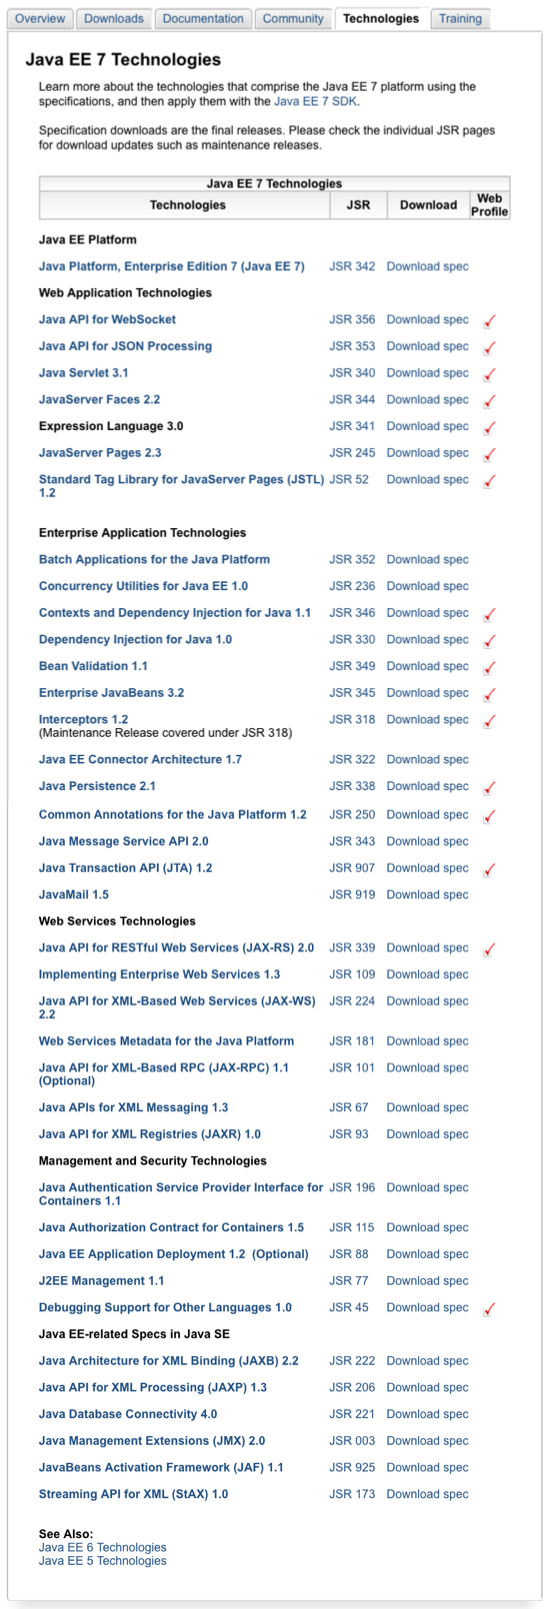 Overview Downloads Documentation Community Technologies Training
Java EE 7 Technologies
Learn more about the technologies that comprise the Java EE 7 platform using the
specifications, and then apply them with the Java EE 7 SDK.
Specification downloads are the final releases. Please check the individual JSR pages
for download updates such as maintenance releases.
Java EE 7 Technologies
Technologies JSR Download Web
Profile
Java EE Platform
Java Platform, Enterprise Edition 7 (Java EE 7) JSR 342 Download spec
Web Application Technologies
Java API for WebSocket JSR 356 Download spec
Java API for JSON Processing JSR 353 Download spec
Java Servlet 3.1 JSR 340 Download spec
JavaServer Faces 2.2 JSR 344 Download spec
Expression Language 3.0 JSR 341 Download spec
JavaServer Pages 2.3 JSR 245 Download spec
Standard Tag Library for JavaServer Pages (JSTL) JSR 52 Download spec
1.2
Enterprise Application Technologies
Batch Applications for the Java Platform JSR 352 Download spec
Concurrency Utilities for Java EE 1.0 JSR 236 Download spec
Contexts and Dependency Injection for Java 1.1 JSR 346 Download spec
Dependency Injection for Java 1.0 JSR 330 Download spec
Bean Validation 1.1 JSR 349 Download spec
Enterprise JavaBeans 3.2 JSR 345 Download spec
Interceptors 1.2 JSR 318 Download spec
(Maintenance Release covered under JSR 318)
Java EE Connector Architecture 1.7 JSR 322 Download spec
Java Persistence 2.1 JSR 338 Download spec
Common Annotations for the Java Platform 1.2 JSR 250 Download spec
Java Message Service API 2.0 JSR 343 Download spec
Java Transaction API (JTA) 1.2 JSR 907 Download spec
JavaMail 1.5 JSR 919 Download spec
Web Services Technologies
Java API for RESTful Web Services (JAX-RS) 2.0 JSR 339 Download spec
Implementing Enterprise Web Services 1.3 JSR 109 Download spec
Java API for XML-Based Web Services (JAX-WS) JSR 224 Download spec
2.2
Web Services Metadata for the Java Platform JSR 181 Download spec
Java API for XML-Based RPC (JAX-RPC) 1.1 JSR 101 Download spec
(Optional)
Java APIs for XML Messaging 1.3 JSR 67 Download spec
Java API for XML Registries (JAXR) 1.0 JSR 93 Download spec
Management and Security Technologies
Java Authentication Service Provider Interface for JSR 196 Download spec
Containers 1.1
Java Authorization Contract for Containers 1.5 JSR 115 Download spec
Java EE Application Deployment 1.2 (Optional) JSR 88 Download spec
J2EE Management 1.1 JSR 77 Download spec
Debugging Support for Other Languages 1.0 JSR 45 Download spec
Java EE-related Specs in Java SE
Java Architecture for XML Binding (JAXB) 2.2 JSR 222 Download spec
Java API for XML Processing (JAXP) 1.3 JSR 206 Download spec
Java Database Connectivity 4.0 JSR 221 Download spec
Java Management Extensions (JMX) 2.0 JSR 003 Download spec
JavaBeans Activation Framework (JAF) 1.1 JSR 925 Download spec
Streaming API for XML (StAX) 1.0 JSR 173 Download spec
See Also:
Java EE 6 Technologies
Java EE 5 Technologies